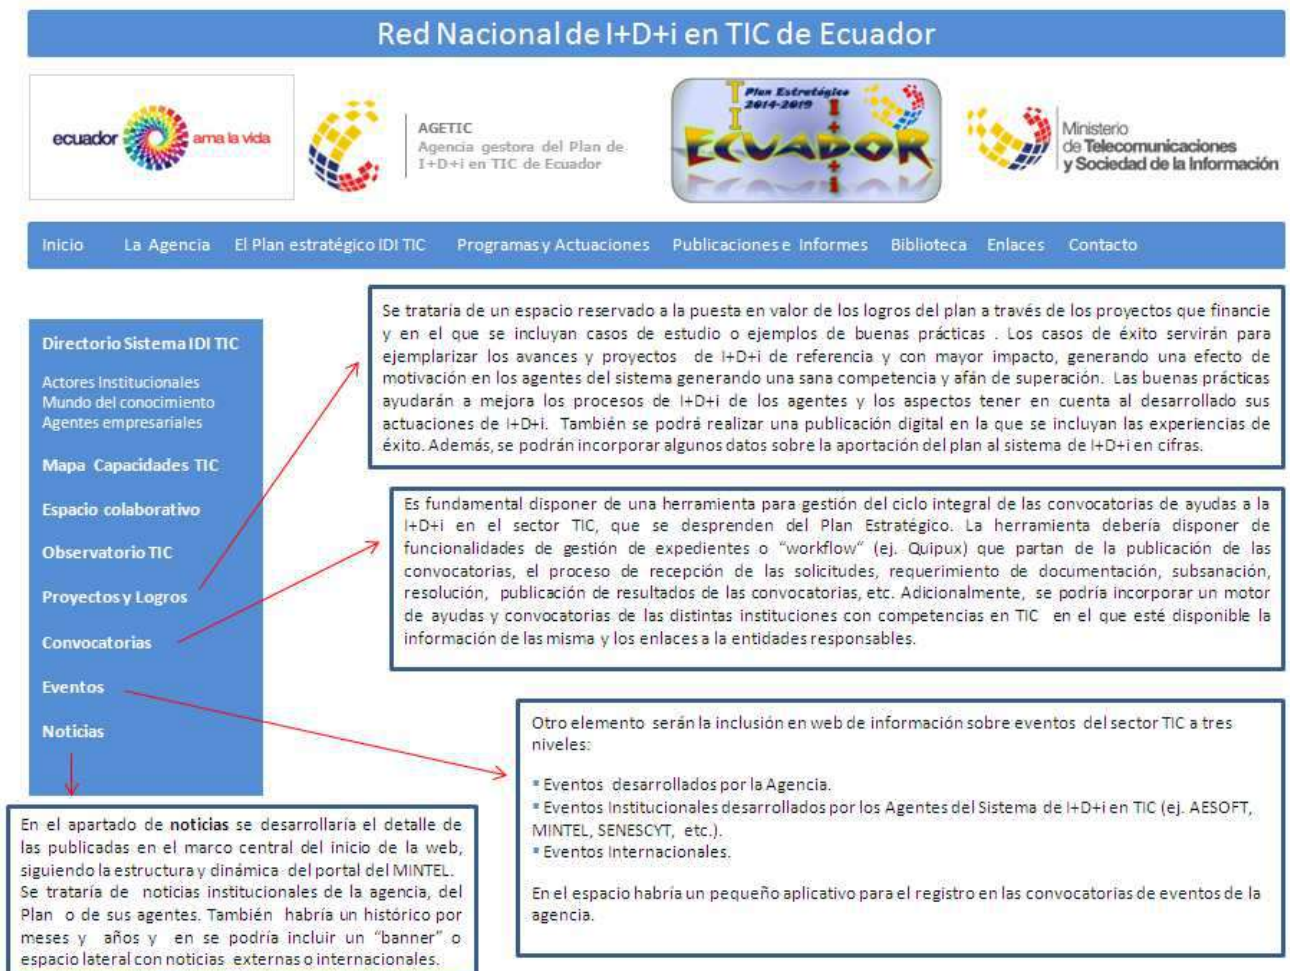 Red Nacional de I+D+i en TIC de Ecuador
ecuador ama la vida
AGETIC
Agencia gestora del Plan de
I+D+i en TIC de Ecuador
Plan Estratégico
2014-2019
TI
ECUADOR
I+D+i
Ministerio
de Telecomunicaciones
y Sociedad de la Información
Inicio La Agencia El Plan estratégico IDI TIC Programas y Actuaciones Publicaciones e Informes Biblioteca Enlaces Contacto
Directorio Sistema IDI TIC
Actores Institucionales
Mundo del conocimiento
Agentes empresariales
Mapa Capacidades TIC
Espacio colaborativo
Observatorio TIC
Proyectos y Logros
Convocatorias
Eventos
Noticias
Se trataría de un espacio reservado a la puesta en valor de los logros del plan a través de los proyectos que financie
y en el que se incluyan casos de estudio o ejemplos de buenas prácticas . Los casos de éxito servirán para
ejemplarizar los avances y proyectos de I+D+i de referencia y con mayor impacto, generando una efecto de
motivación en los agentes del sistema generando una sana competencia y afán de superación. Las buenas prácticas
ayudarán a mejora los procesos de I+D+i de los agentes y los aspectos tener en cuenta al desarrollado sus
actuaciones de I+D+i. También se podrá realizar una publicación digital en la que se incluyan las experiencias de
éxito. Además, se podrán incorporar algunos datos sobre la aportación del plan al sistema de I+D+i en cifras.
Es fundamental disponer de una herramienta para gestión del ciclo integral de las convocatorias de ayudas a la
I+D+i en el sector TIC, que se desprenden del Plan Estratégico. La herramienta debería disponer de
funcionalidades de gestión de expedientes o “workflow” (ej. Quipux) que partan de la publicación de las
convocatorias, el proceso de recepción de las solicitudes, requerimiento de documentación, subsanación,
resolución, publicación de resultados de las convocatorias, etc. Adicionalmente, se podría incorporar un motor
de ayudas y convocatorias de las distintas instituciones con competencias en TIC en el que esté disponible la
información de las misma y los enlaces a la entidades responsables.
Otro elemento serán la inclusión en web de información sobre eventos del sector TIC a tres
niveles:
▪ Eventos desarrollados por la Agencia.
▪ Eventos Institucionales desarrollados por los Agentes del Sistema de I+D+i en TIC (ej. AESOFT,
MINTEL, SENESCYT, etc.).
▪ Eventos Internacionales.
En el espacio habría un pequeño aplicativo para el registro en las convocatorias de eventos de la
agencia.
En el apartado de noticias se desarrollaría el detalle de
las publicadas en el marco central del inicio de la web,
siguiendo la estructura y dinámica del portal del MINTEL.
Se trataría de noticias institucionales de la agencia, del
Plan o de sus agentes. También habría un histórico por
meses y años y en se podría incluir un “banner” o
espacio lateral con noticias externas o internacionales.